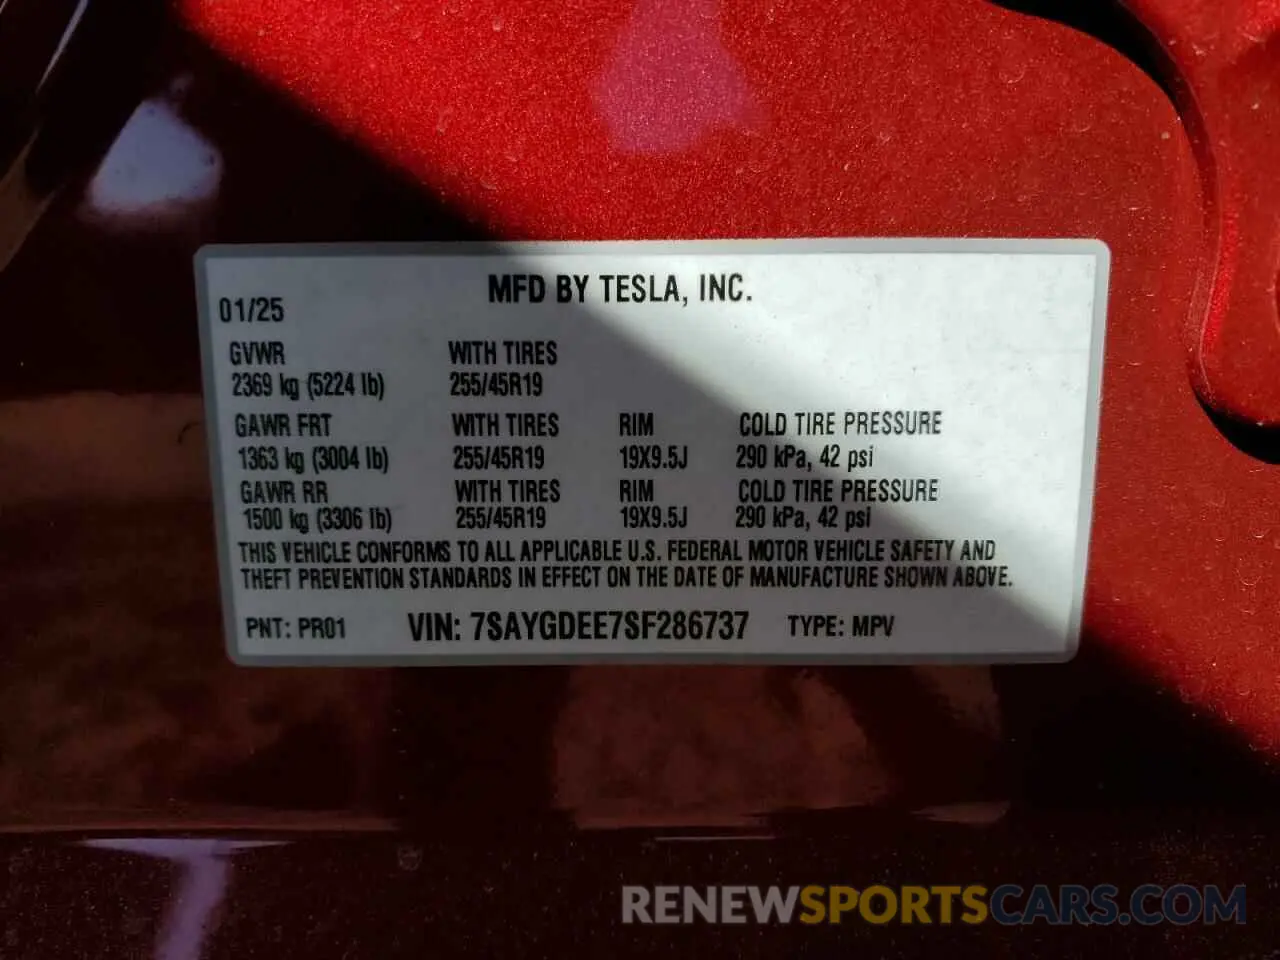 MFD BY TESLA, INC.
01/25
GVWR WITH TIRES
2369 kg (5224 lb) 255/45R19
GAWR FRT WITH TIRES RIM COLD TIRE PRESSURE
1363 kg (3004 lb) 255/45R19 19X9.5J 290 kPa, 42 psi
GAWR RR WITH TIRES RIM COLD TIRE PRESSURE
1500 kg (3306 lb) 255/45R19 19X9.5J 290 kPa, 42 psi
THIS VEHICLE CONFORMS TO ALL APPLICABLE U.S. FEDERAL MOTOR VEHICLE SAFETY AND
THEFT PREVENTION STANDARDS IN EFFECT ON THE DATE OF MANUFACTURE SHOWN ABOVE.
PNT: PR01 VIN: 7SAYGDEE7SF286737 TYPE: MPV
RENEWSPORTSCARS.COM